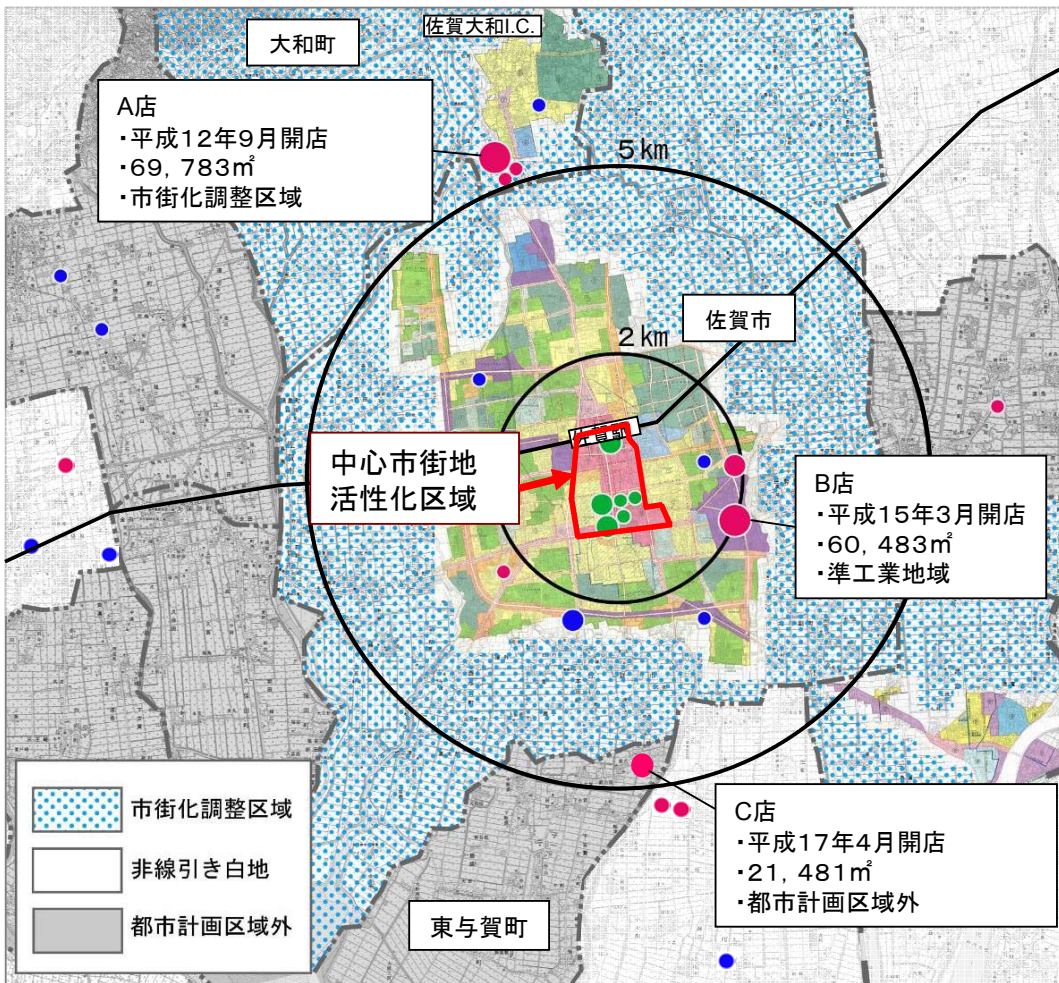 大和町
佐賀大和I.C.
A店
・平成12年9月開店
・69,783㎡
・市街化調整区域
5km
佐賀市
2km
佐賀駅
中心市街地
活性化区域
B店
・平成15年3月開店
・60,483㎡
・準工業地域
C店
・平成17年4月開店
・21,481㎡
・都市計画区域外
市街化調整区域
非線引き白地
都市計画区域外
東与賀町